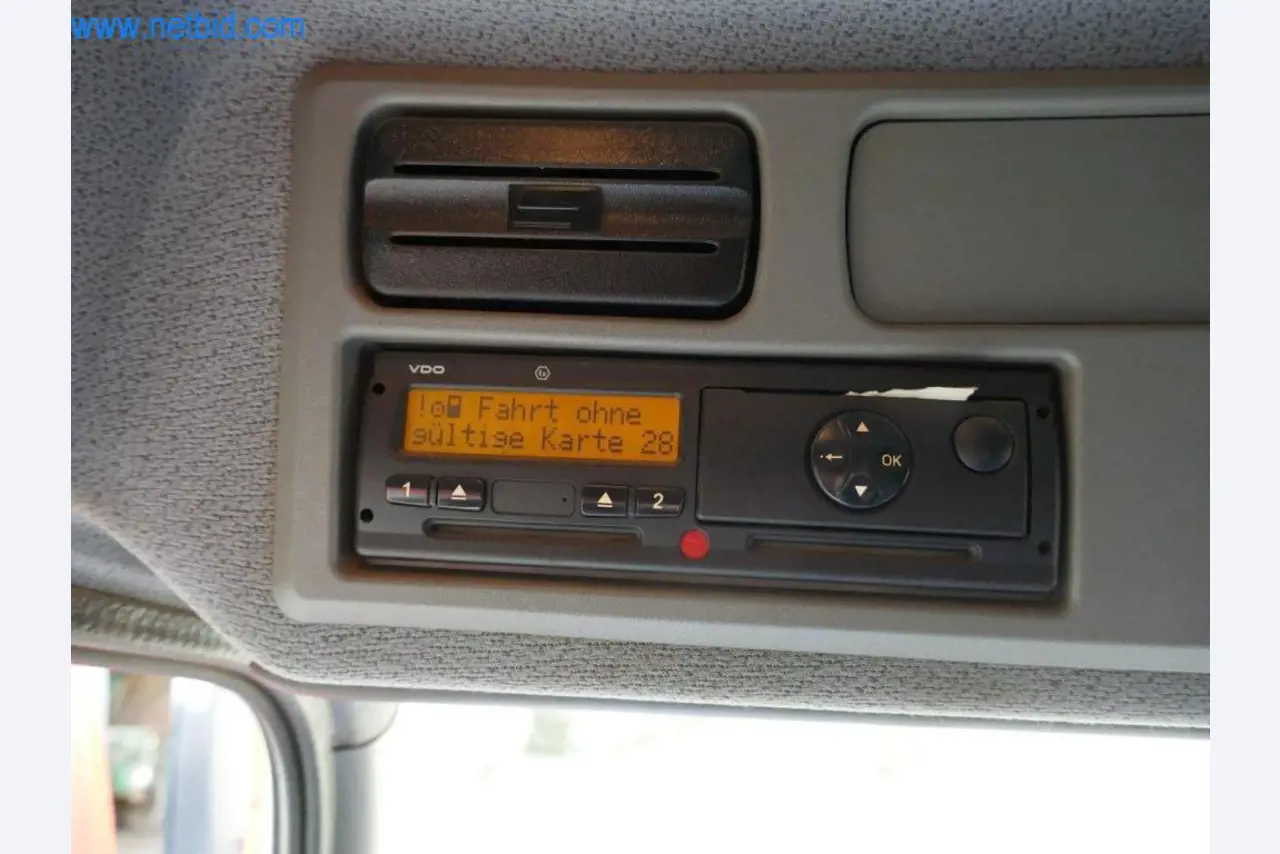 www.netbid.com
VDO
! Fahrt ohne
gültige Karte 28
1 2
OK